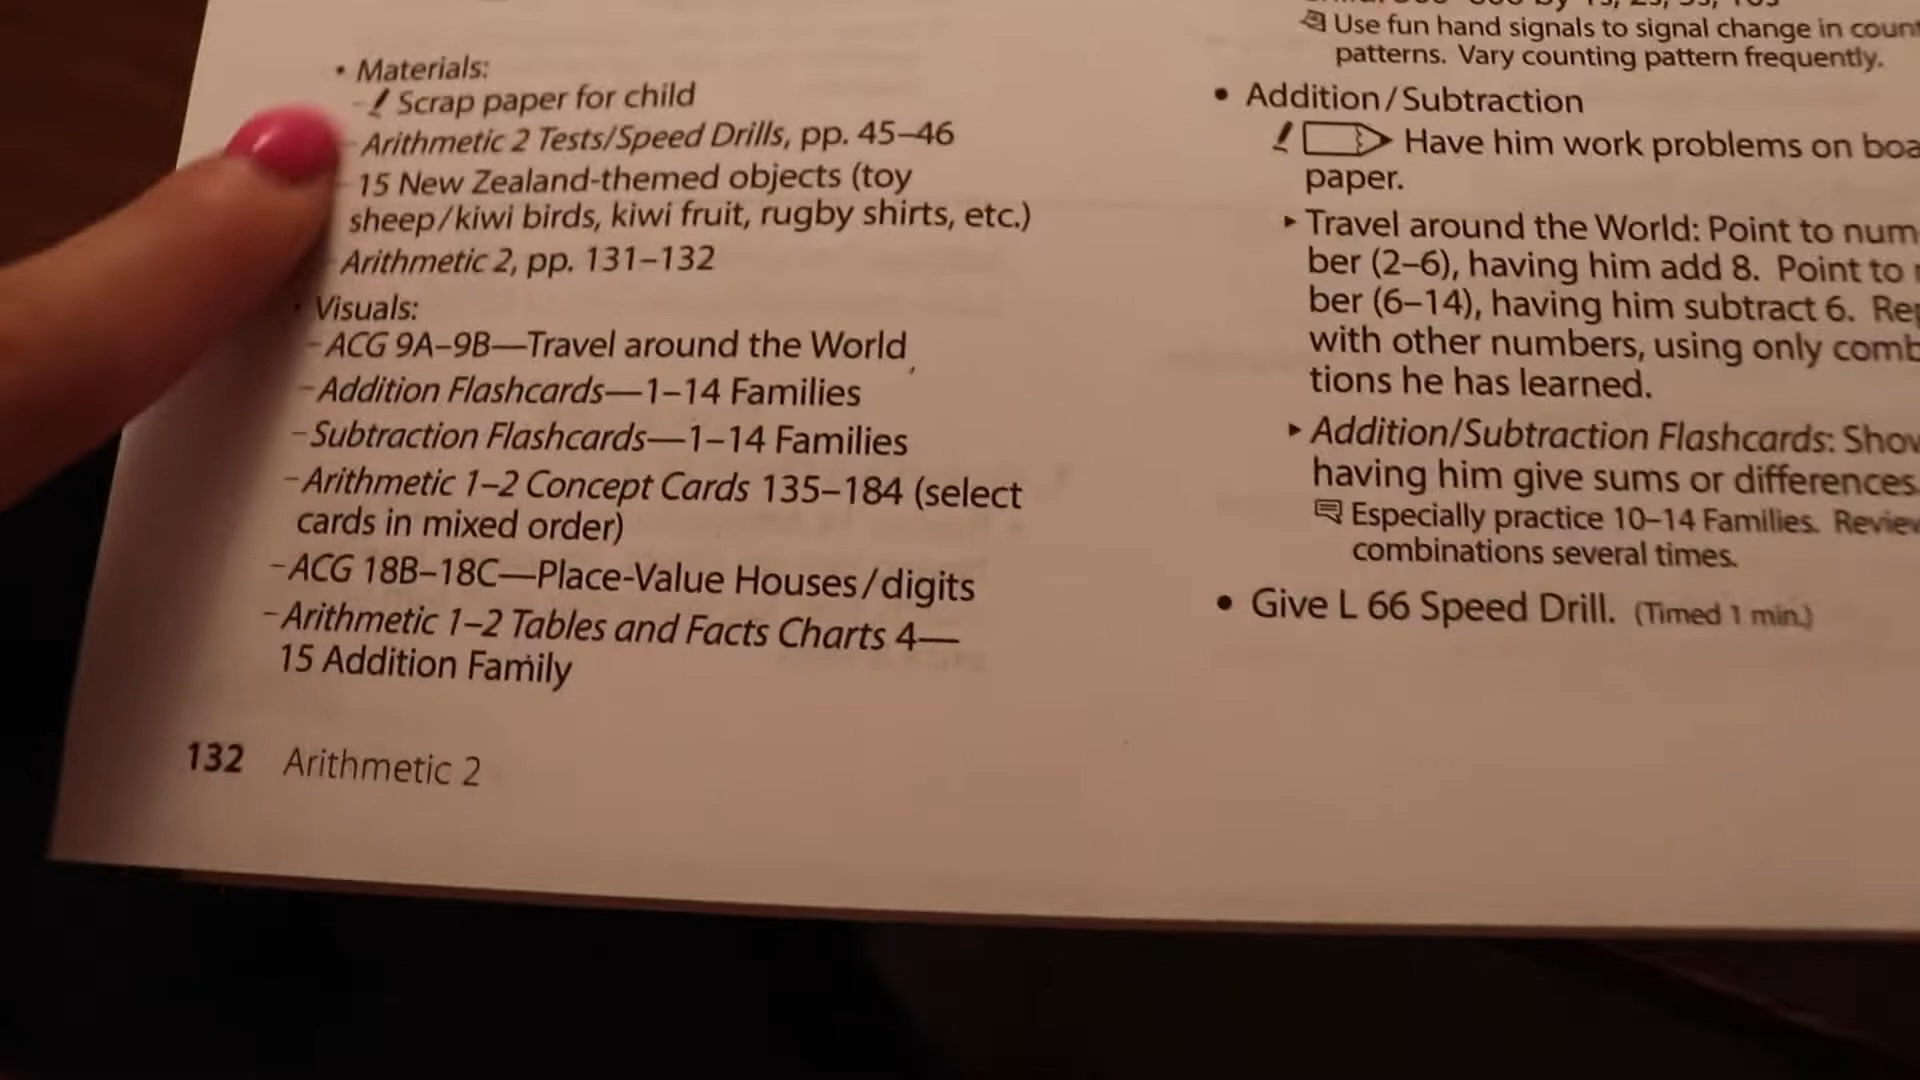 • Materials:
– Scrap paper for child
– Arithmetic 2 Tests/Speed Drills, pp. 45–46
15 New Zealand-themed objects (toy
sheep/kiwi birds, kiwi fruit, rugby shirts, etc.)
Arithmetic 2, pp. 131–132
• Visuals:
– ACG 9A–9B—Travel around the World
– Addition Flashcards—1–14 Families
– Subtraction Flashcards—1–14 Families
– Arithmetic 1–2 Concept Cards 135–184 (select
cards in mixed order)
– ACG 18B–18C—Place-Value Houses/digits
– Arithmetic 1–2 Tables and Facts Charts 4—
15 Addition Family
132 Arithmetic 2
Use fun hand signals to signal change in
patterns. Vary counting pattern frequently.
• Addition/Subtraction
Have him work problems on
paper.
▸ Travel around the World: Point to num-
ber (2–6), having him add 8. Point to
ber (6–14), having him subtract 6.
with other numbers, using only
tions he has learned.
▸ Addition/Subtraction Flashcards:
having him give sums or differences.
Especially practice 10–14 Families.
combinations several times.
• Give L 66 Speed Drill. (Timed 1 min.)